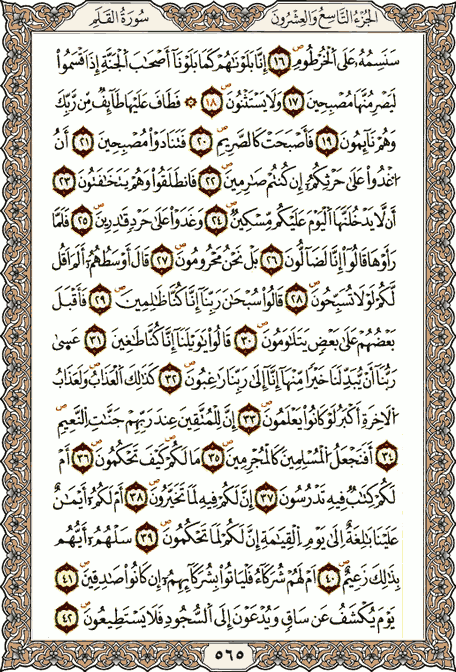 الجُزءُ التَّاسِعُ وَالعِشرُونَ سُورَةُ القَلَمِ
سَنَسِمُهُۥ عَلَى ٱلۡخُرۡطُومِ ١٦ إِنَّا بَلَوۡنَٰهُمۡ كَمَا بَلَوۡنَآ أَصۡحَٰبَ ٱلۡجَنَّةِ إِذۡ أَقۡسَمُواْ
لَيَصۡرِمُنَّهَا مُصۡبِحِينَ ١٧ وَلَا يَسۡتَثۡنُونَ ١٨ فَطَافَ عَلَيۡهَا طَآئِفٞ مِّن رَّبِّكَ
وَهُمۡ نَآئِمُونَ ١٩ فَأَصۡبَحَتۡ كَٱلصَّرِيمِ ٢٠ فَتَنَادَوۡاْ مُصۡبِحِينَ ٢١ أَنِ
ٱغۡدُواْ عَلَىٰ حَرۡثِكُمۡ إِن كُنتُمۡ صَٰرِمِينَ ٢٢ فَٱنطَلَقُواْ وَهُمۡ يَتَخَٰفَتُونَ ٢٣
أَن لَّا يَدۡخُلَنَّهَا ٱلۡيَوۡمَ عَلَيۡكُم مِّسۡكِينٞ ٢٤ وَغَدَوۡاْ عَلَىٰ حَرۡدٖ قَٰدِرِينَ ٢٥ فَلَمَّا
رَأَوۡهَا قَالُوٓاْ إِنَّا لَضَآلُّونَ ٢٦ بَلۡ نَحۡنُ مَحۡرُومُونَ ٢٧ قَالَ أَوۡسَطُهُمۡ أَلَمۡ أَقُل
لَّكُمۡ لَوۡلَا تُسَبِّحُونَ ٢٨ قَالُواْ سُبۡحَٰنَ رَبِّنَآ إِنَّا كُنَّا ظَٰلِمِينَ ٢٩ فَأَقۡبَلَ
بَعۡضُهُمۡ عَلَىٰ بَعۡضٖ يَتَلَٰوَمُونَ ٣٠ قَالُواْ يَٰوَيۡلَنَآ إِنَّا كُنَّا طَٰغِينَ ٣١ عَسَىٰ
رَبُّنَآ أَن يُبۡدِلَنَا خَيۡرٗا مِّنۡهَآ إِنَّآ إِلَىٰ رَبِّنَا رَٰغِبُونَ ٣٢ كَذَٰلِكَ ٱلۡعَذَابُۖ وَلَعَذَابُ
ٱلۡأٓخِرَةِ أَكۡبَرُۚ لَوۡ كَانُواْ يَعۡلَمُونَ ٣٣ إِنَّ لِلۡمُتَّقِينَ عِندَ رَبِّهِمۡ جَنَّٰتِ ٱلنَّعِيمِ
٣٤ أَفَنَجۡعَلُ ٱلۡمُسۡلِمِينَ كَٱلۡمُجۡرِمِينَ ٣٥ مَا لَكُمۡ كَيۡفَ تَحۡكُمُونَ ٣٦ أَمۡ
لَكُمۡ كِتَٰبٞ فِيهِ تَدۡرُسُونَ ٣٧ إِنَّ لَكُمۡ فِيهِ لَمَا تَخَيَّرُونَ ٣٨ أَمۡ لَكُمۡ أَيۡمَٰنٌ
عَلَيۡنَا بَٰلِغَةٌ إِلَىٰ يَوۡمِ ٱلۡقِيَٰمَةِ إِنَّ لَكُمۡ لَمَا تَحۡكُمُونَ ٣٩ سَلۡهُمۡ أَيُّهُم
بِذَٰلِكَ زَعِيمٌ ٤٠ أَمۡ لَهُمۡ شُرَكَآءُ فَلۡيَأۡتُواْ بِشُرَكَآئِهِمۡ إِن كَانُواْ صَٰدِقِينَ ٤١
يَوۡمَ يُكۡشَفُ عَن سَاقٖ وَيُدۡعَوۡنَ إِلَى ٱلسُّجُودِ فَلَا يَسۡتَطِيعُونَ ٤٢
٥٦٥